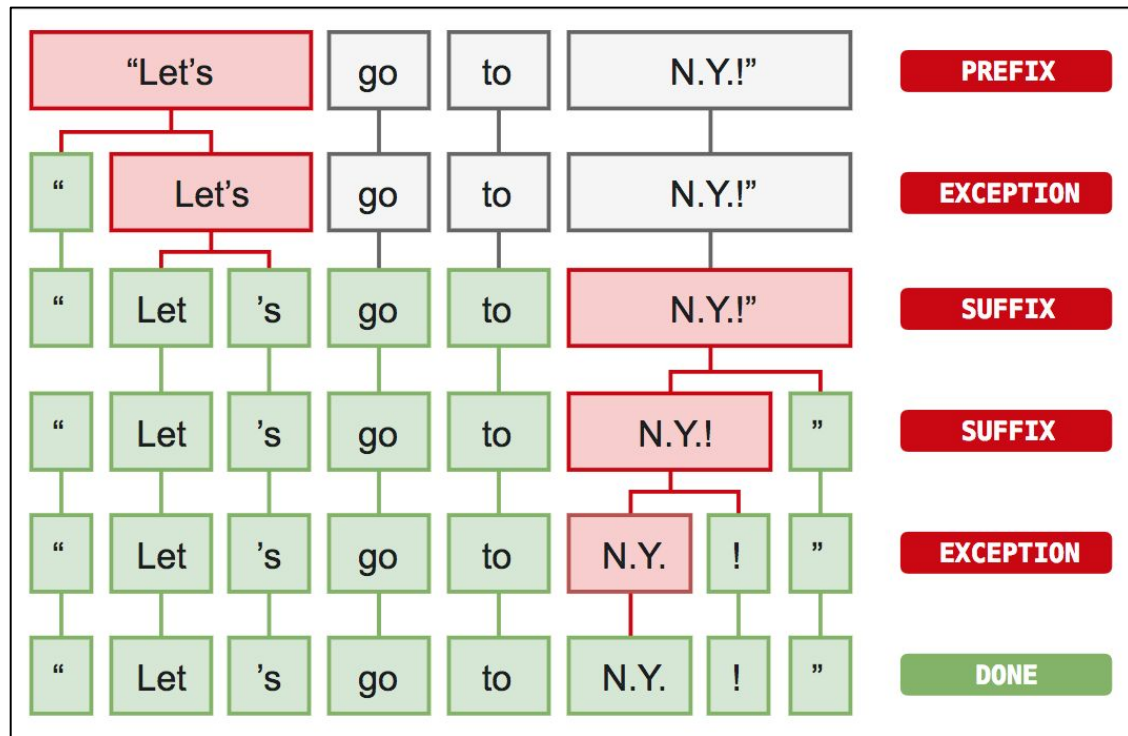 “Let’s go to N.Y.!” PREFIX
“ Let’s go to N.Y.!” EXCEPTION
“ Let ’s go to N.Y.!” SUFFIX
“ Let ’s go to N.Y.! ” SUFFIX
“ Let ’s go to N.Y. ! ” EXCEPTION
“ Let ’s go to N.Y. ! ” DONE